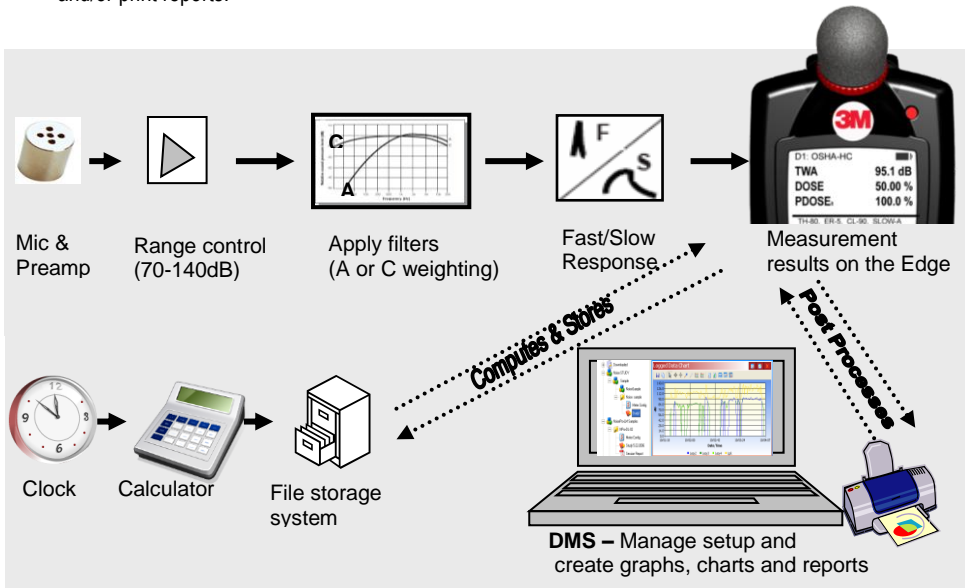 and/or print reports.
C
A
F
S
3M
D1: OSHA-HC
TWA 95.1 dB
DOSE 50.00 %
PDOSE 100.0 %
TH-80, ER-5, CL-90, SLOW-A
Mic &
Preamp
Range control
(70-140dB)
Apply filters
(A or C weighting)
Fast/Slow
Response
Measurement
results on the Edge
Computes & Stores
Post Processes
12
9
3
6
Clock
Calculator
File storage
system
Logged Data Chart
DMS – Manage setup and
create graphs, charts and reports